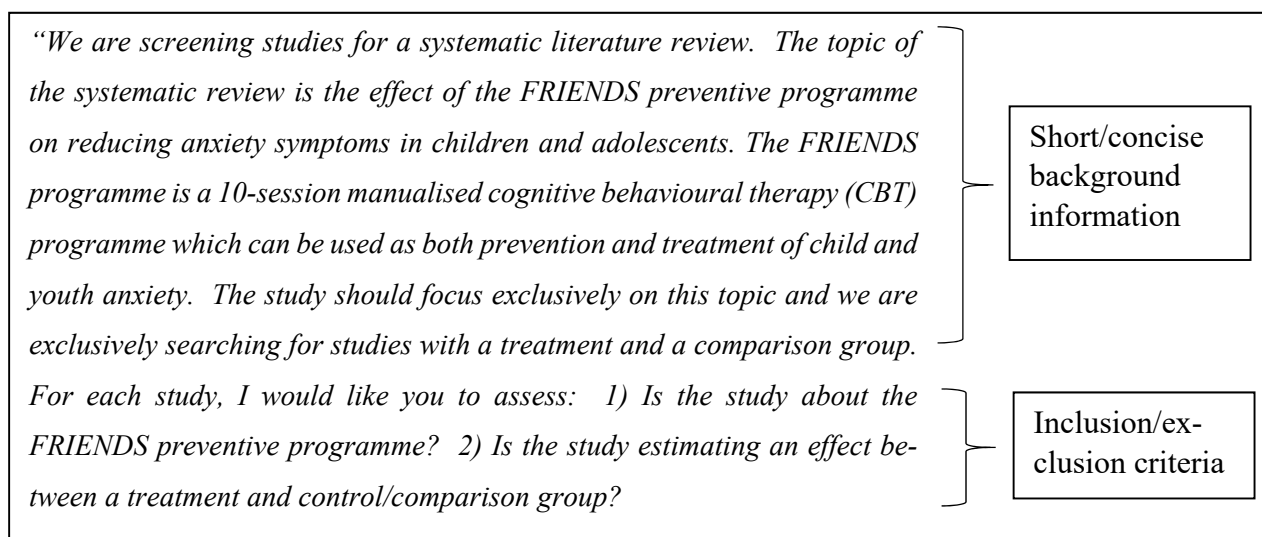 “We are screening studies for a systematic literature review. The topic of
the systematic review is the effect of the FRIENDS preventive programme
on reducing anxiety symptoms in children and adolescents. The FRIENDS
programme is a 10-session manualised cognitive behavioural therapy (CBT)
programme which can be used as both prevention and treatment of child and
youth anxiety. The study should focus exclusively on this topic and we are
exclusively searching for studies with a treatment and a comparison group.
For each study, I would like you to assess: 1) Is the study about the
FRIENDS preventive programme? 2) Is the study estimating an effect be-
tween a treatment and control/comparison group?
Short/concise
background
information
Inclusion/ex-
clusion criteria